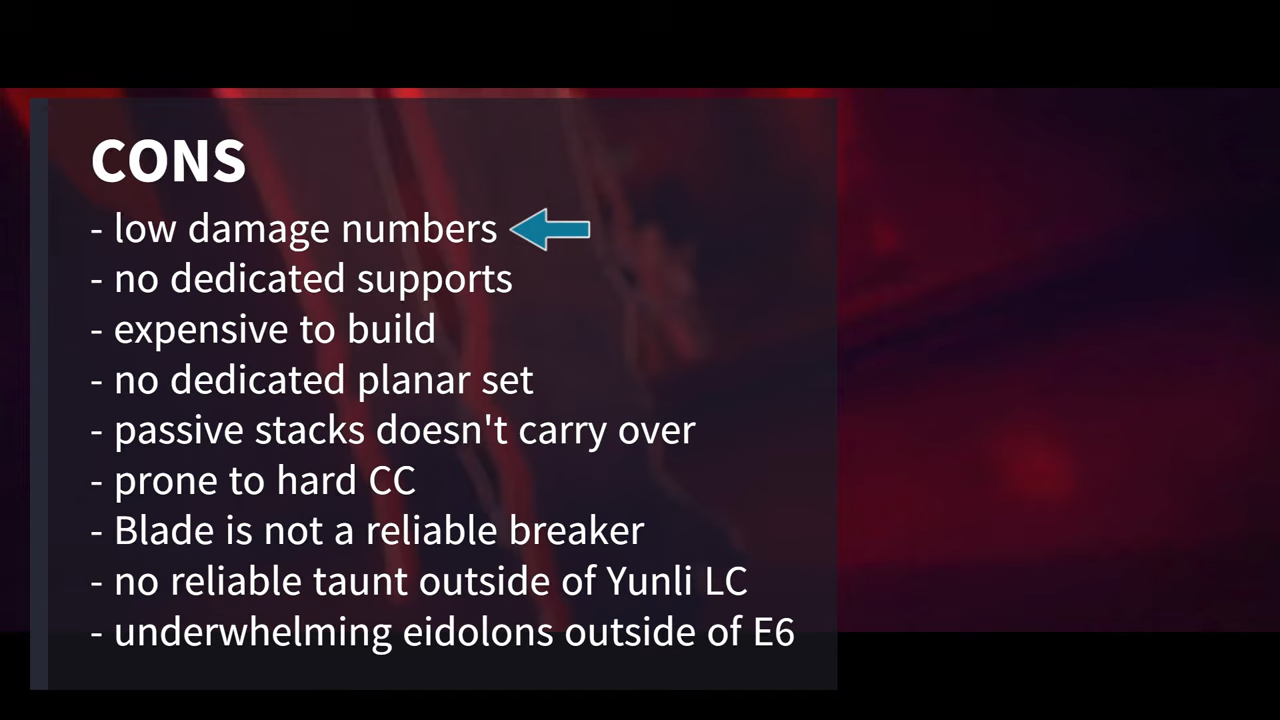 CONS
- low damage numbers
- no dedicated supports
- expensive to build
- no dedicated planar set
- passive stacks doesn't carry over
- prone to hard CC
- Blade is not a reliable breaker
- no reliable taunt outside of Yunli LC
- underwhelming eidolons outside of E6